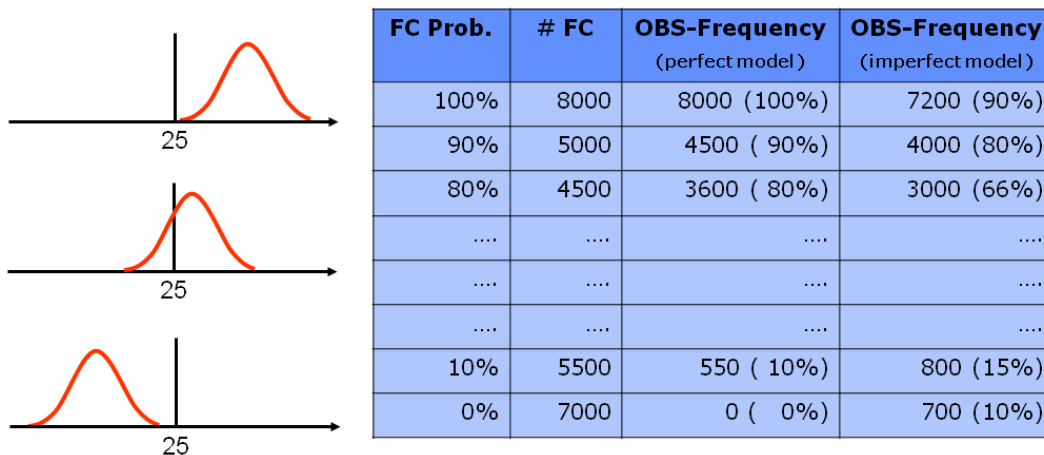 25
25
25
FC Prob. # FC OBS-Frequency OBS-Frequency
(perfect model) (imperfect model)
100% 8000 8000 (100%) 7200 (90%)
90% 5000 4500 ( 90%) 4000 (80%)
80% 4500 3600 ( 80%) 3000 (66%)
.... .... .... ....
.... .... .... ....
.... .... .... ....
10% 5500 550 ( 10%) 800 (15%)
0% 7000 0 ( 0%) 700 (10%)